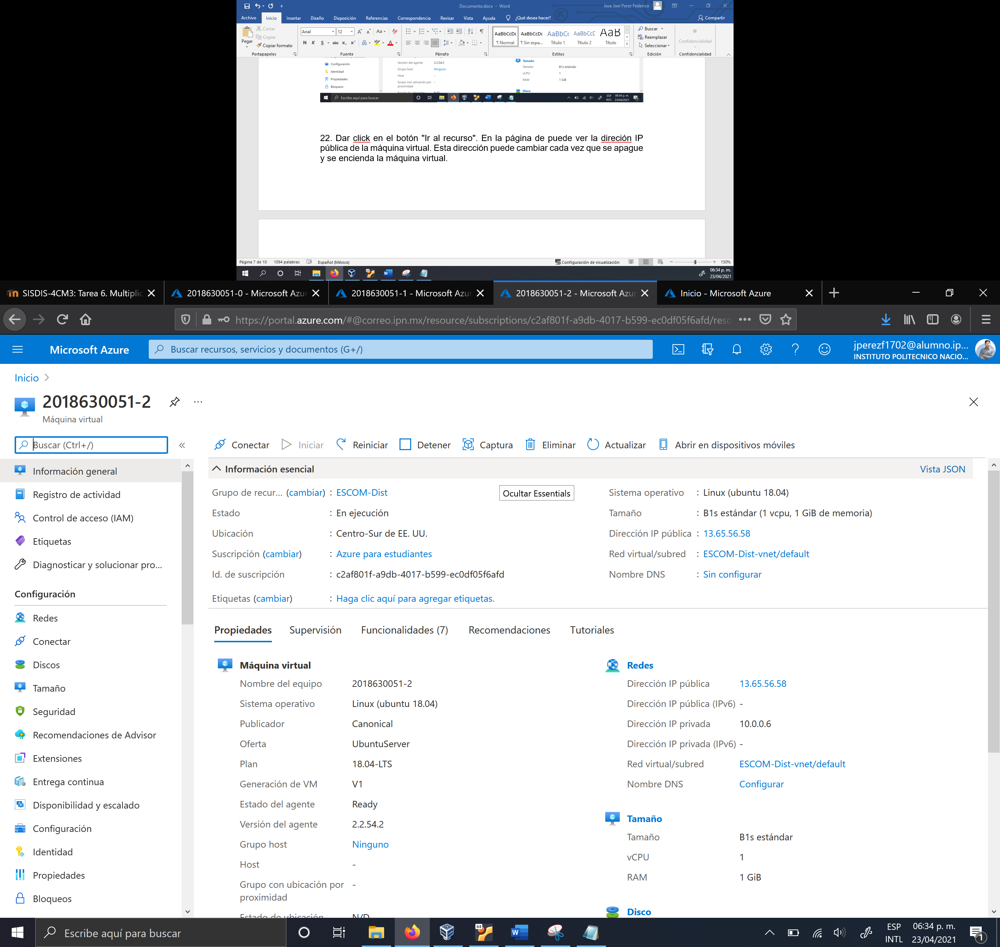 Documento.docx - Word
Jose Joel Perez Federico
Archivo Inicio Insertar Diseño Disposición Referencias Correspondencia Revisar Vista Ayuda ¿Qué desea hacer? Compartir
Pegar
Cortar
Copiar
Copiar formato
Portapapeles
Arial 12
N K S abc x₂ x²
Fuente
Párrafo
AaBbCcDc AaBbCcDc AaBbC( AaBbCcE AaB
¶ Normal ¶ Sin espa... Título 1 Título 2 Título
Estilos
Buscar
Reemplazar
Seleccionar
Edición
Confidencialidad
Confidencialidad
Configuración
Identidad
Propiedades
Bloqueos
Versión del agente 2.2.54.2
Grupo host Ninguno
Host -
Grupo con ubicación por proximidad -
Tamaño
Tamaño B1s estándar
vCPU 1
RAM 1 GiB
Disco
Escribe aquí para buscar
ESP INTL
06:34 p. m.
23/04/2021
22. Dar click en el botón "Ir al recurso". En la página de puede ver la direción IP
pública de la máquina virtual. Esta dirección puede cambiar cada vez que se apague
y se encienda la máquina virtual.
Página 7 de 10 1094 palabras Español (México) Configuración de visualización 150%
06:34 p. m.
23/04/2021
SISDIS-4CM3: Tarea 6. Multiplic 2018630051-0 - Microsoft Azur 2018630051-1 - Microsoft Azur 2018630051-2 - Microsoft Azur Inicio - Microsoft Azure
https://portal.azure.com/#@correo.ipn.mx/resource/subscriptions/c2af801f-a9db-4017-b599-ec0df05f6afd/reso
Microsoft Azure
Buscar recursos, servicios y documentos (G+/)
jperezf1702@alumno.ip...
INSTITUTO POLITECNICO NACIO...
Inicio >
2018630051-2
Máquina virtual
Buscar (Ctrl+/)
Conectar Iniciar Reiniciar Detener Captura Eliminar Actualizar Abrir en dispositivos móviles
Información general
Registro de actividad
Control de acceso (IAM)
Etiquetas
Diagnosticar y solucionar pro...
Configuración
Redes
Conectar
Discos
Tamaño
Seguridad
Recomendaciones de Advisor
Extensiones
Entrega continua
Disponibilidad y escalado
Configuración
Identidad
Propiedades
Bloqueos
Información esencial
Vista JSON
Ocultar Essentials
Grupo de recur... (cambiar) : ESCOM-Dist
Estado : En ejecución
Ubicación : Centro-Sur de EE. UU.
Suscripción (cambiar) : Azure para estudiantes
Id. de suscripción : c2af801f-a9db-4017-b599-ec0df05f6afd
Etiquetas (cambiar) : Haga clic aquí para agregar etiquetas.
Sistema operativo : Linux (ubuntu 18.04)
Tamaño : B1s estándar (1 vcpu, 1 GiB de memoria)
Dirección IP pública : 13.65.56.58
Red virtual/subred : ESCOM-Dist-vnet/default
Nombre DNS : Sin configurar
Propiedades Supervisión Funcionalidades (7) Recomendaciones Tutoriales
Máquina virtual
Nombre del equipo 2018630051-2
Sistema operativo Linux (ubuntu 18.04)
Publicador Canonical
Oferta UbuntuServer
Plan 18.04-LTS
Generación de VM V1
Estado del agente Ready
Versión del agente 2.2.54.2
Grupo host Ninguno
Host -
Grupo con ubicación por -
proximidad
Estado de ubicación N/D
Redes
Dirección IP pública 13.65.56.58
Dirección IP pública (IPv6) -
Dirección IP privada 10.0.0.6
Dirección IP privada (IPv6) -
Red virtual/subred ESCOM-Dist-vnet/default
Nombre DNS Configurar
Tamaño
Tamaño B1s estándar
vCPU 1
RAM 1 GiB
Disco
Escribe aquí para buscar
ESP
INTL
06:34 p. m.
23/04/2021
1